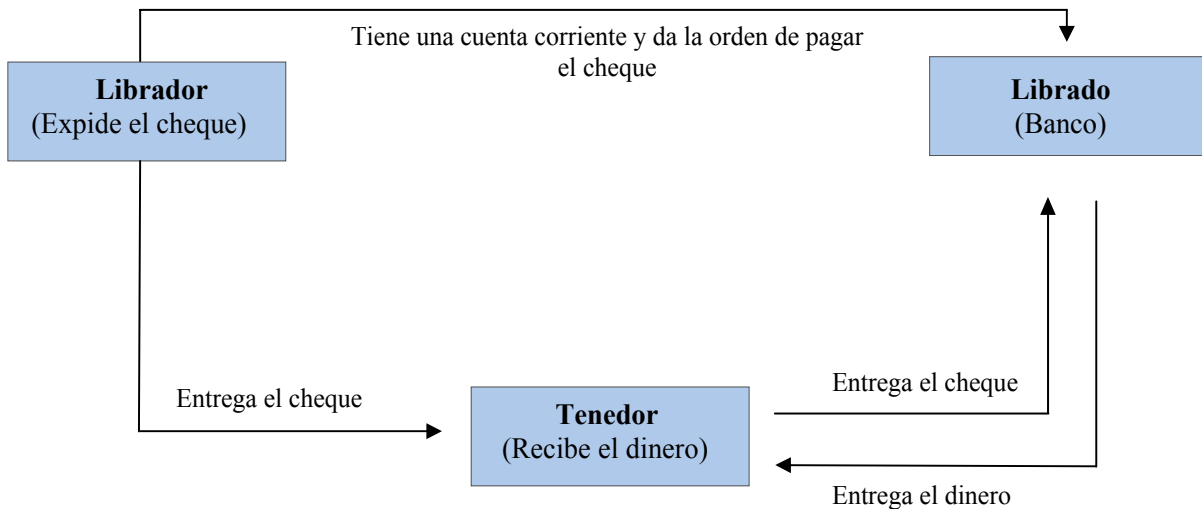 Tiene una cuenta corriente y da la orden de pagar
el cheque
Librador
(Expide el cheque)
Librado
(Banco)
Entrega el cheque
Tenedor
(Recibe el dinero)
Entrega el cheque
Entrega el dinero